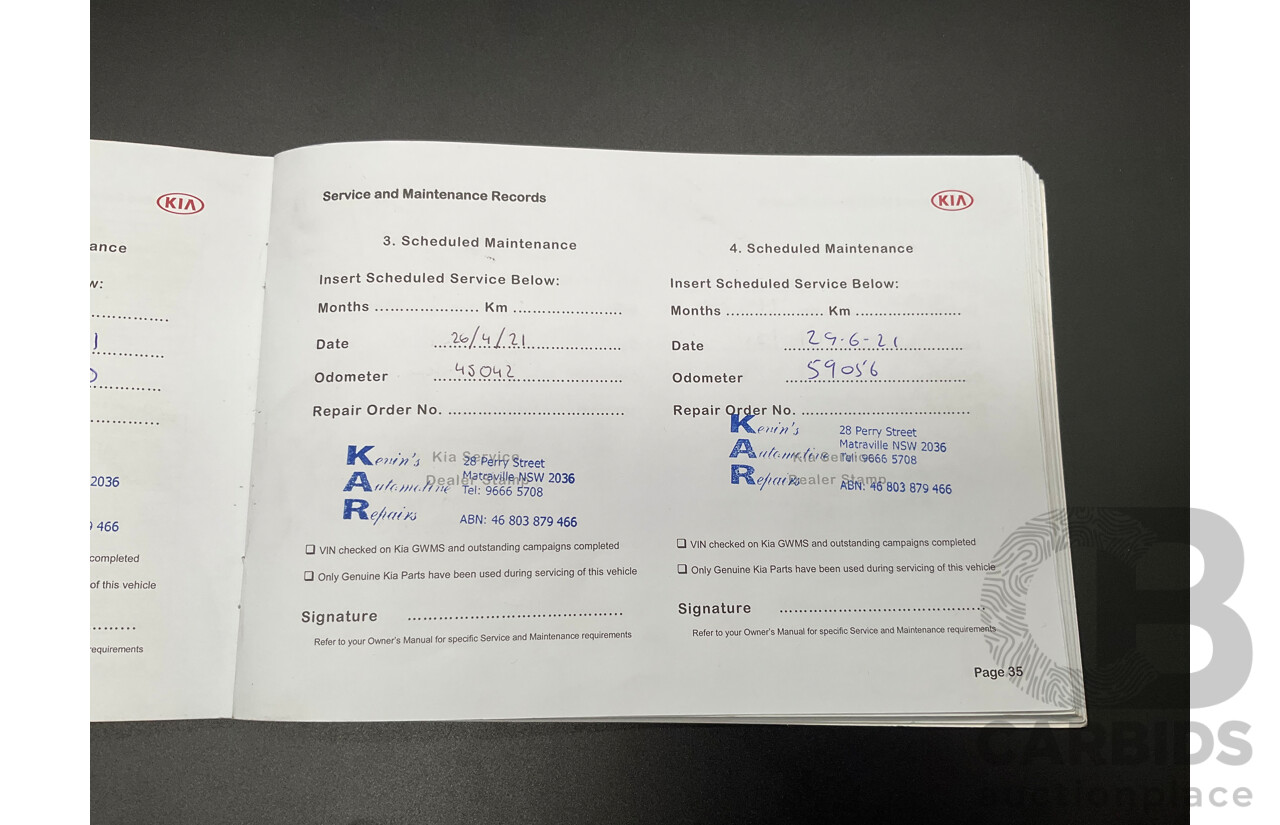 KIA
ance
w:
2036
466
completed
of this vehicle
equirements
Service and Maintenance Records
KIA
3. Scheduled Maintenance
Insert Scheduled Service Below:
Months ..................... Km ......................
Date 26/4/21
Odometer 45042
Repair Order No. ...................................
Kia Service
Dealer Stamp
Kevin's
Automotive
Repairs
28 Perry Street
Matraville NSW 2036
Tel: 9666 5708
ABN: 46 803 879 466
❑ VIN checked on Kia GWMS and outstanding campaigns completed
❑ Only Genuine Kia Parts have been used during servicing of this vehicle
Signature ...................................
Refer to your Owner's Manual for specific Service and Maintenance requirements
4. Scheduled Maintenance
Insert Scheduled Service Below:
Months ..................... Km ......................
Date 29-6-21
Odometer 59056
Repair Order No. ...................................
Kia Service
Dealer Stamp
Kevin's
Automotive
Repairs
28 Perry Street
Matraville NSW 2036
Tel: 9666 5708
ABN: 46 803 879 466
❑ VIN checked on Kia GWMS and outstanding campaigns completed
❑ Only Genuine Kia Parts have been used during servicing of this vehicle
Signature ...................................
Refer to your Owner's Manual for specific Service and Maintenance requirements
Page 35
CB
CARBIDS
auctionplace